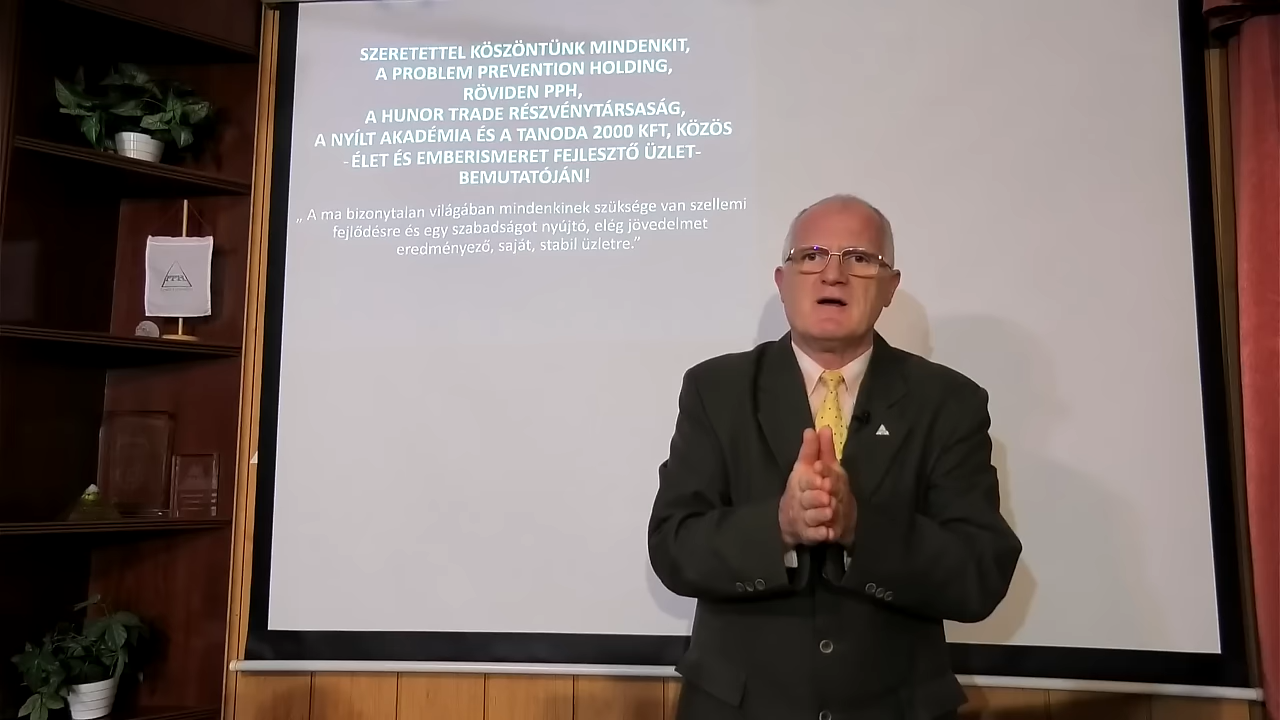 SZERETETTEL KÖSZÖNTÜNK MINDENKIT,
A PROBLEM PREVENTION HOLDING,
RÖVIDEN PPH,
A HUNOR TRADE RÉSZVÉNYTÁRSASÁG,
A NYÍLT AKADÉMIA ÉS A TANODA 2000 KFT, KÖZÖS
- ÉLET ÉS EMBERISMERET FEJLESZTŐ ÜZLET-
BEMUTATÓJÁN!
„ A ma bizonytalan világában mindenkinek szüksége van szellemi
fejlődésre és egy szabadságot nyújtó, elég jövedelmet
eredményező, saját, stabil üzletre.”